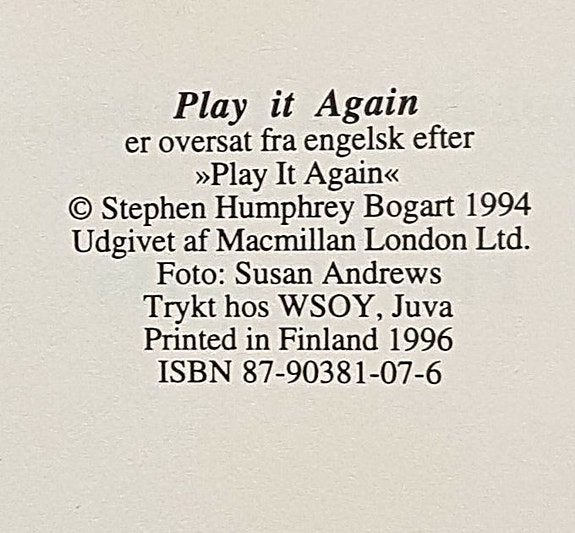 Play it Again
er oversat fra engelsk efter
»Play It Again«
© Stephen Humphrey Bogart 1994
Udgivet af Macmillan London Ltd.
Foto: Susan Andrews
Trykt hos WSOY, Juva
Printed in Finland 1996
ISBN 87-90381-07-6